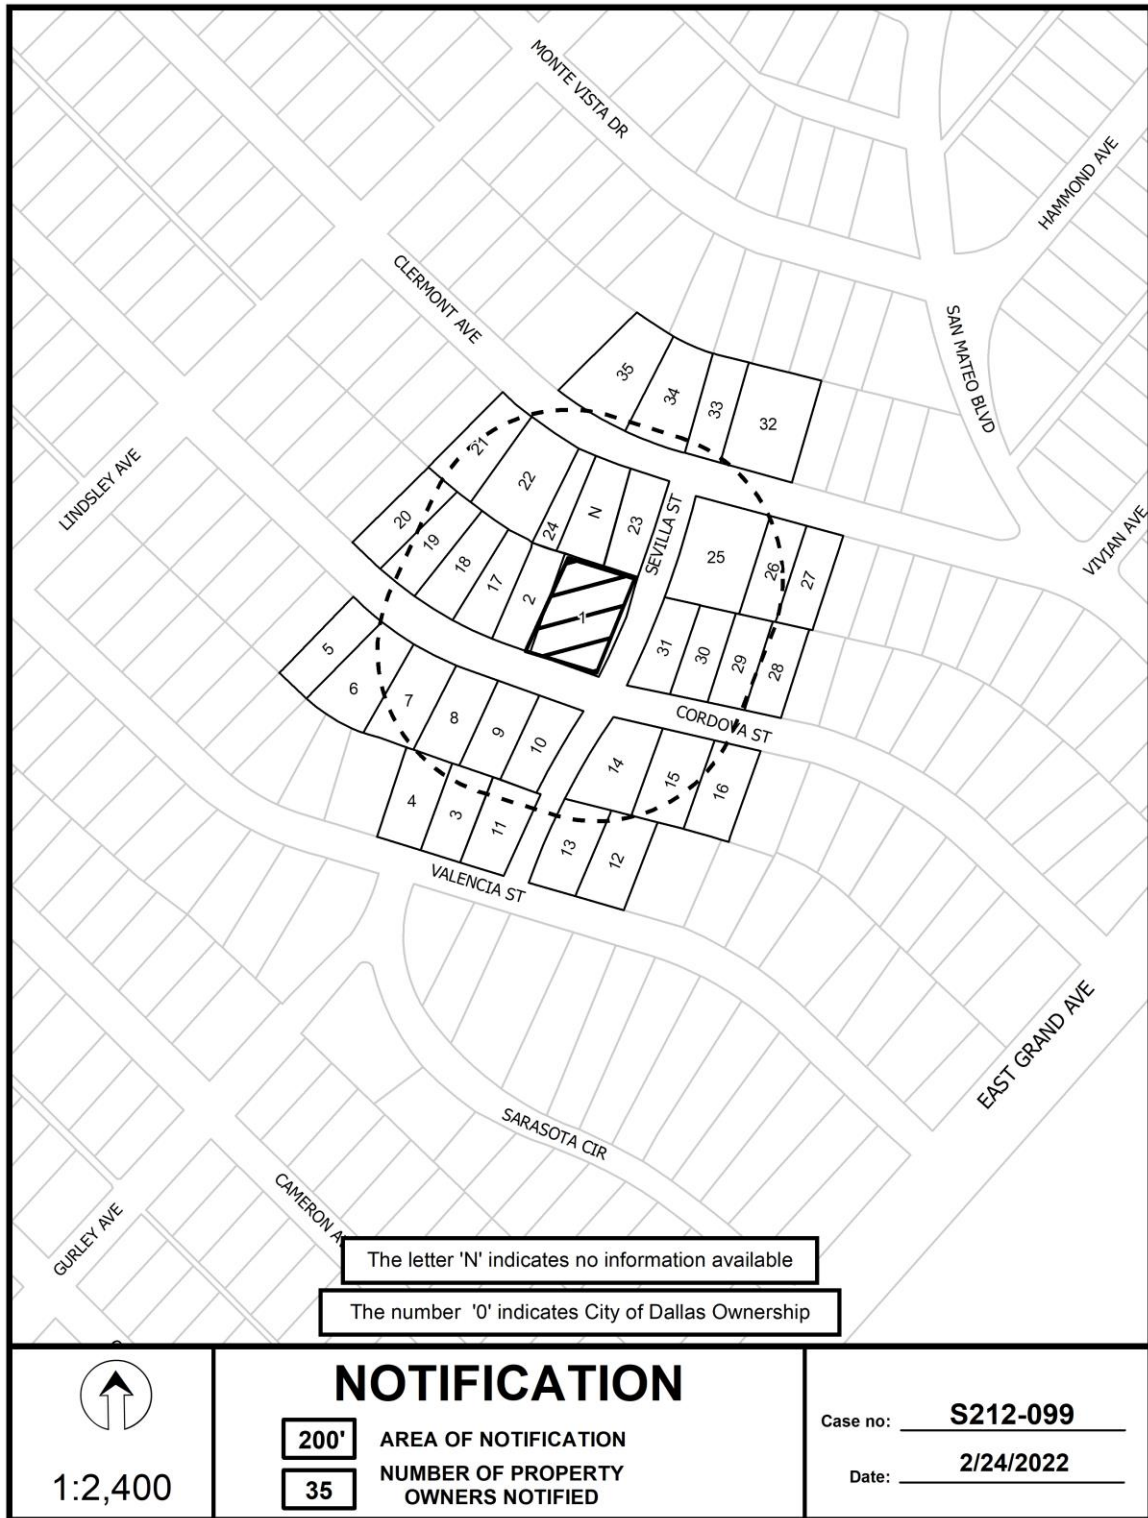 MONTE VISTA DR
HAMMOND AVE
CLERMONT AVE
SAN MATEO BLVD
35
34
33
32
LINDSLEY AVE
21
22
24
N
23
SEVILLA ST
VIVIAN AVE
20
19
18
17
2
1
25
26
27
5
6
7
8
9
10
31
30
29
28
CORDOVA ST
14
15
16
4
3
11
13
12
VALENCIA ST
EAST GRAND AVE
SARASOTA CIR
GURLEY AVE
CAMERON
The letter 'N' indicates no information available
The number '0' indicates City of Dallas Ownership
1:2,400
NOTIFICATION
200' AREA OF NOTIFICATION
35 NUMBER OF PROPERTY
OWNERS NOTIFIED
Case no: S212-099
Date: 2/24/2022